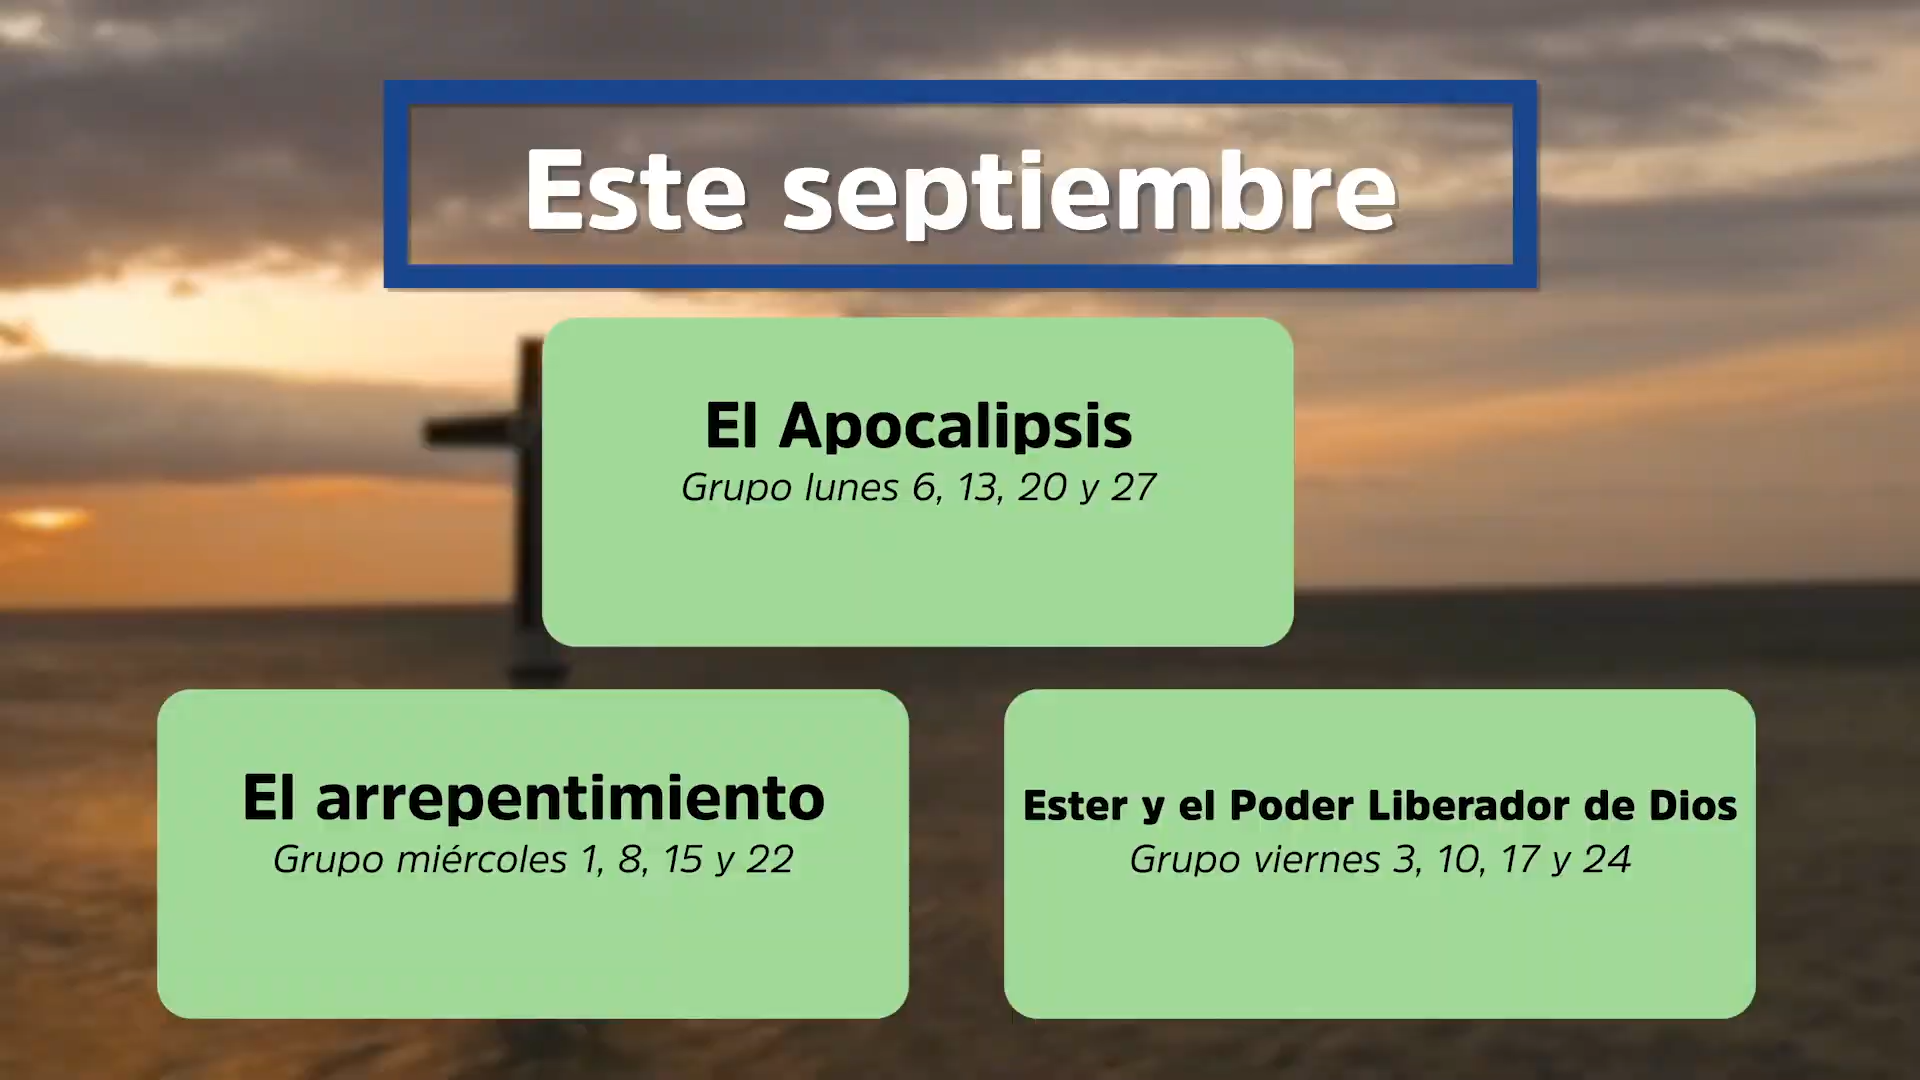 Este septiembre
El Apocalipsis
Grupo lunes 6, 13, 20 y 27
El arrepentimiento
Grupo miércoles 1, 8, 15 y 22
Ester y el Poder Liberador de Dios
Grupo viernes 3, 10, 17 y 24